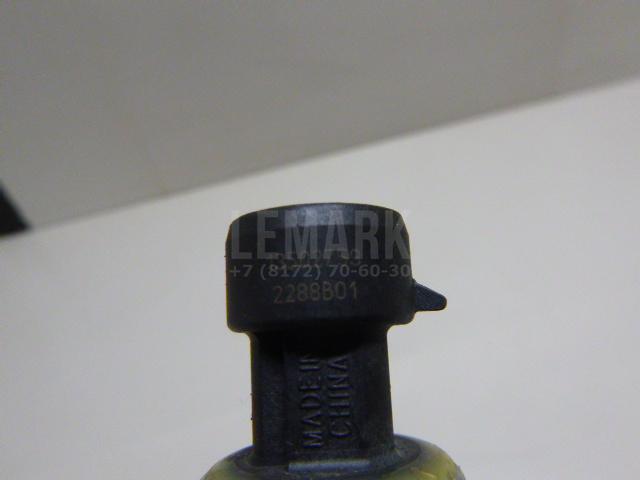 LEMARK
+7 (8172) 70-60-30
2288B01
MADE IN
CHINA